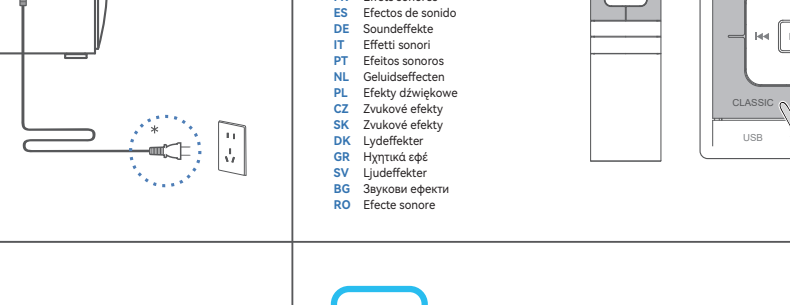 ES Efectos de sonido
DE Soundeffekte
IT Effetti sonori
PT Efeitos sonoros
NL Geluidseffecten
PL Efekty dźwiękowe
CZ Zvukové efekty
SK Zvukové efekty
DK Lydeffekter
GR Ηχητικά εφέ
SV Ljudeffekter
BG Звукови ефекти
RO Efecte sonore
*
CLASSIC
USB